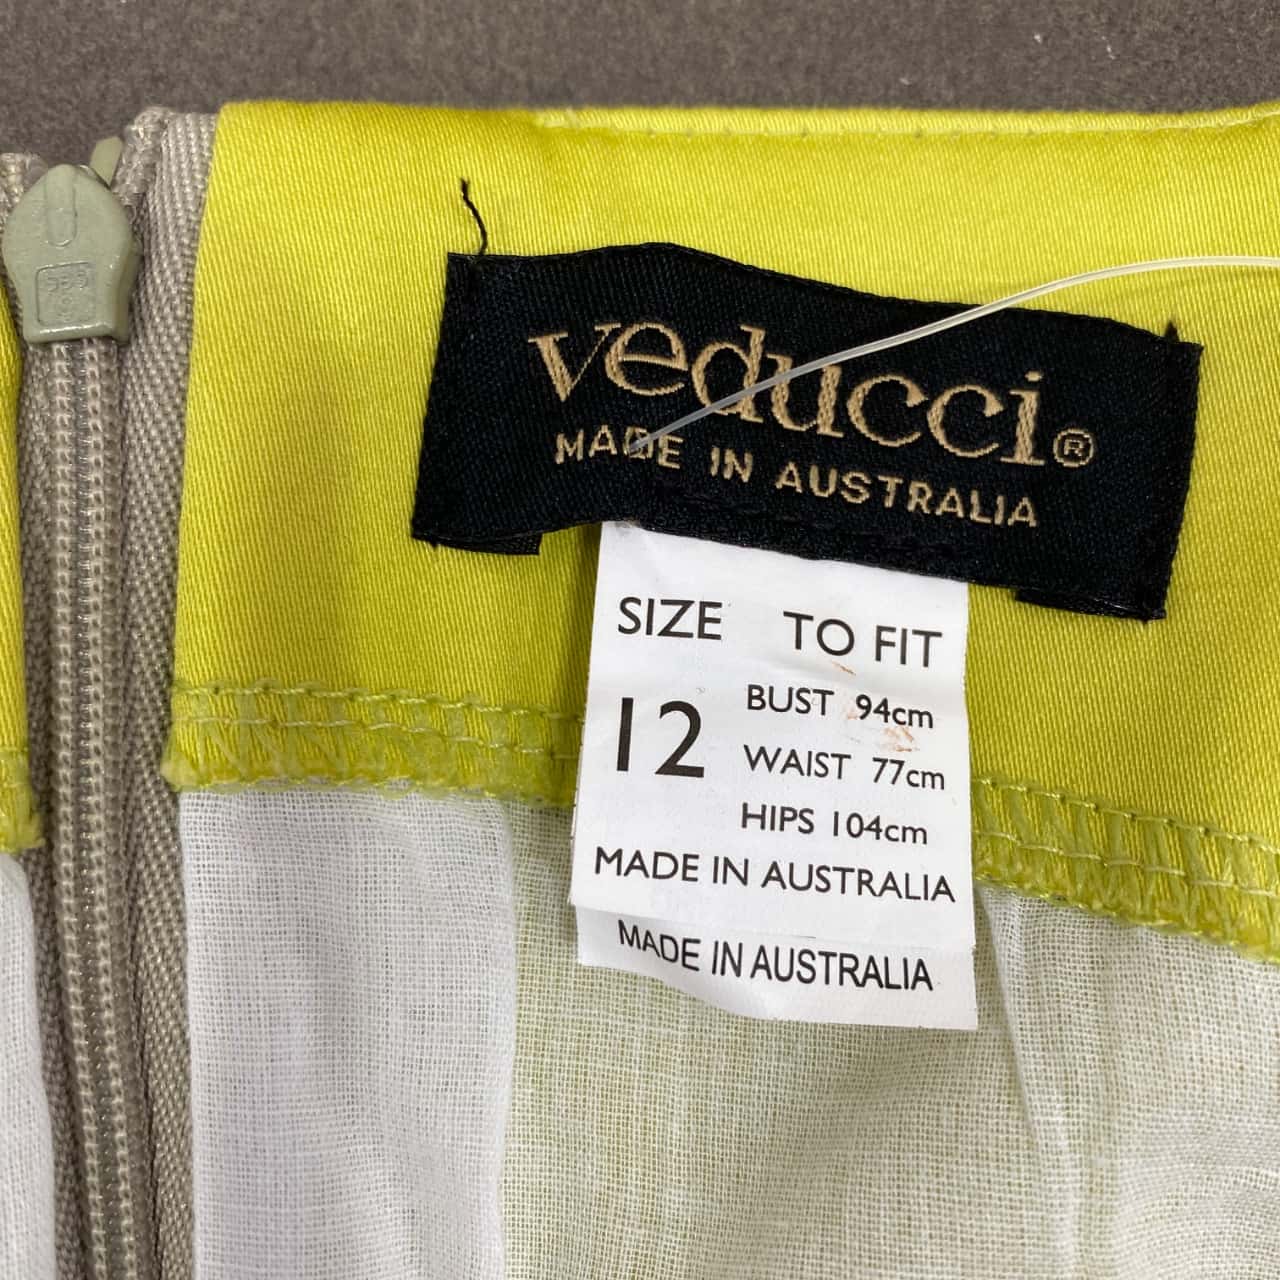 veducci®
MADE IN AUSTRALIA
SIZE TO FIT
12
BUST 94cm
WAIST 77cm
HIPS 104cm
MADE IN AUSTRALIA
MADE IN AUSTRALIA